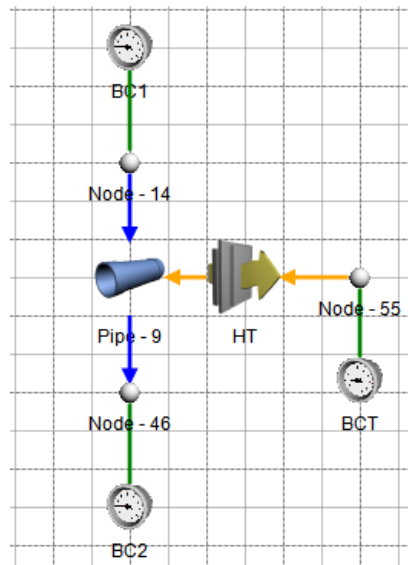 BC1
Node - 14
Node - 55
Pipe - 9
HT
Node - 46
BCT
BC2